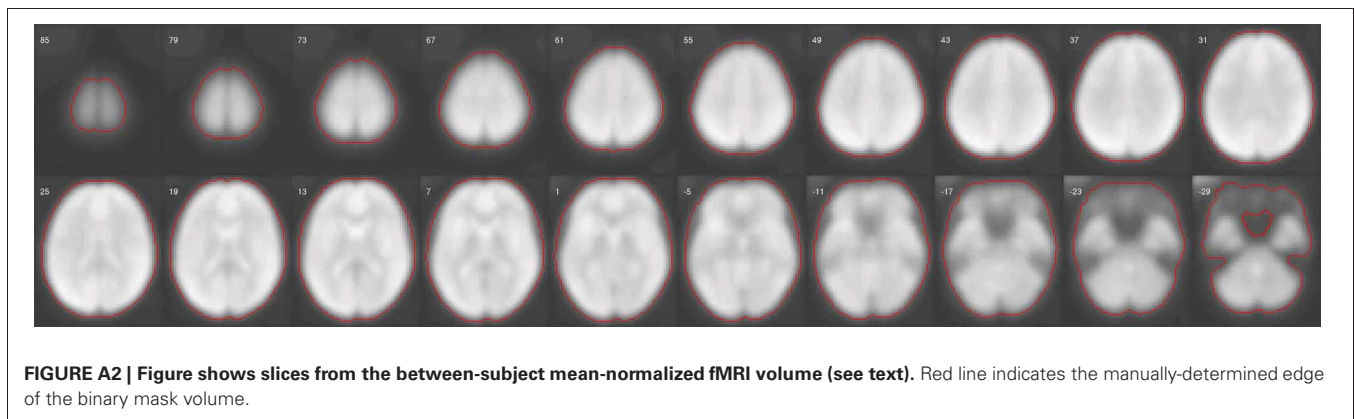 85 79 73 67 61 55 49 43 37 31
25 19 13 7 1 -5 -11 -17 -23 -29
FIGURE A2 | Figure shows slices from the between-subject mean-normalized fMRI volume (see text). Red line indicates the manually-determined edge
of the binary mask volume.